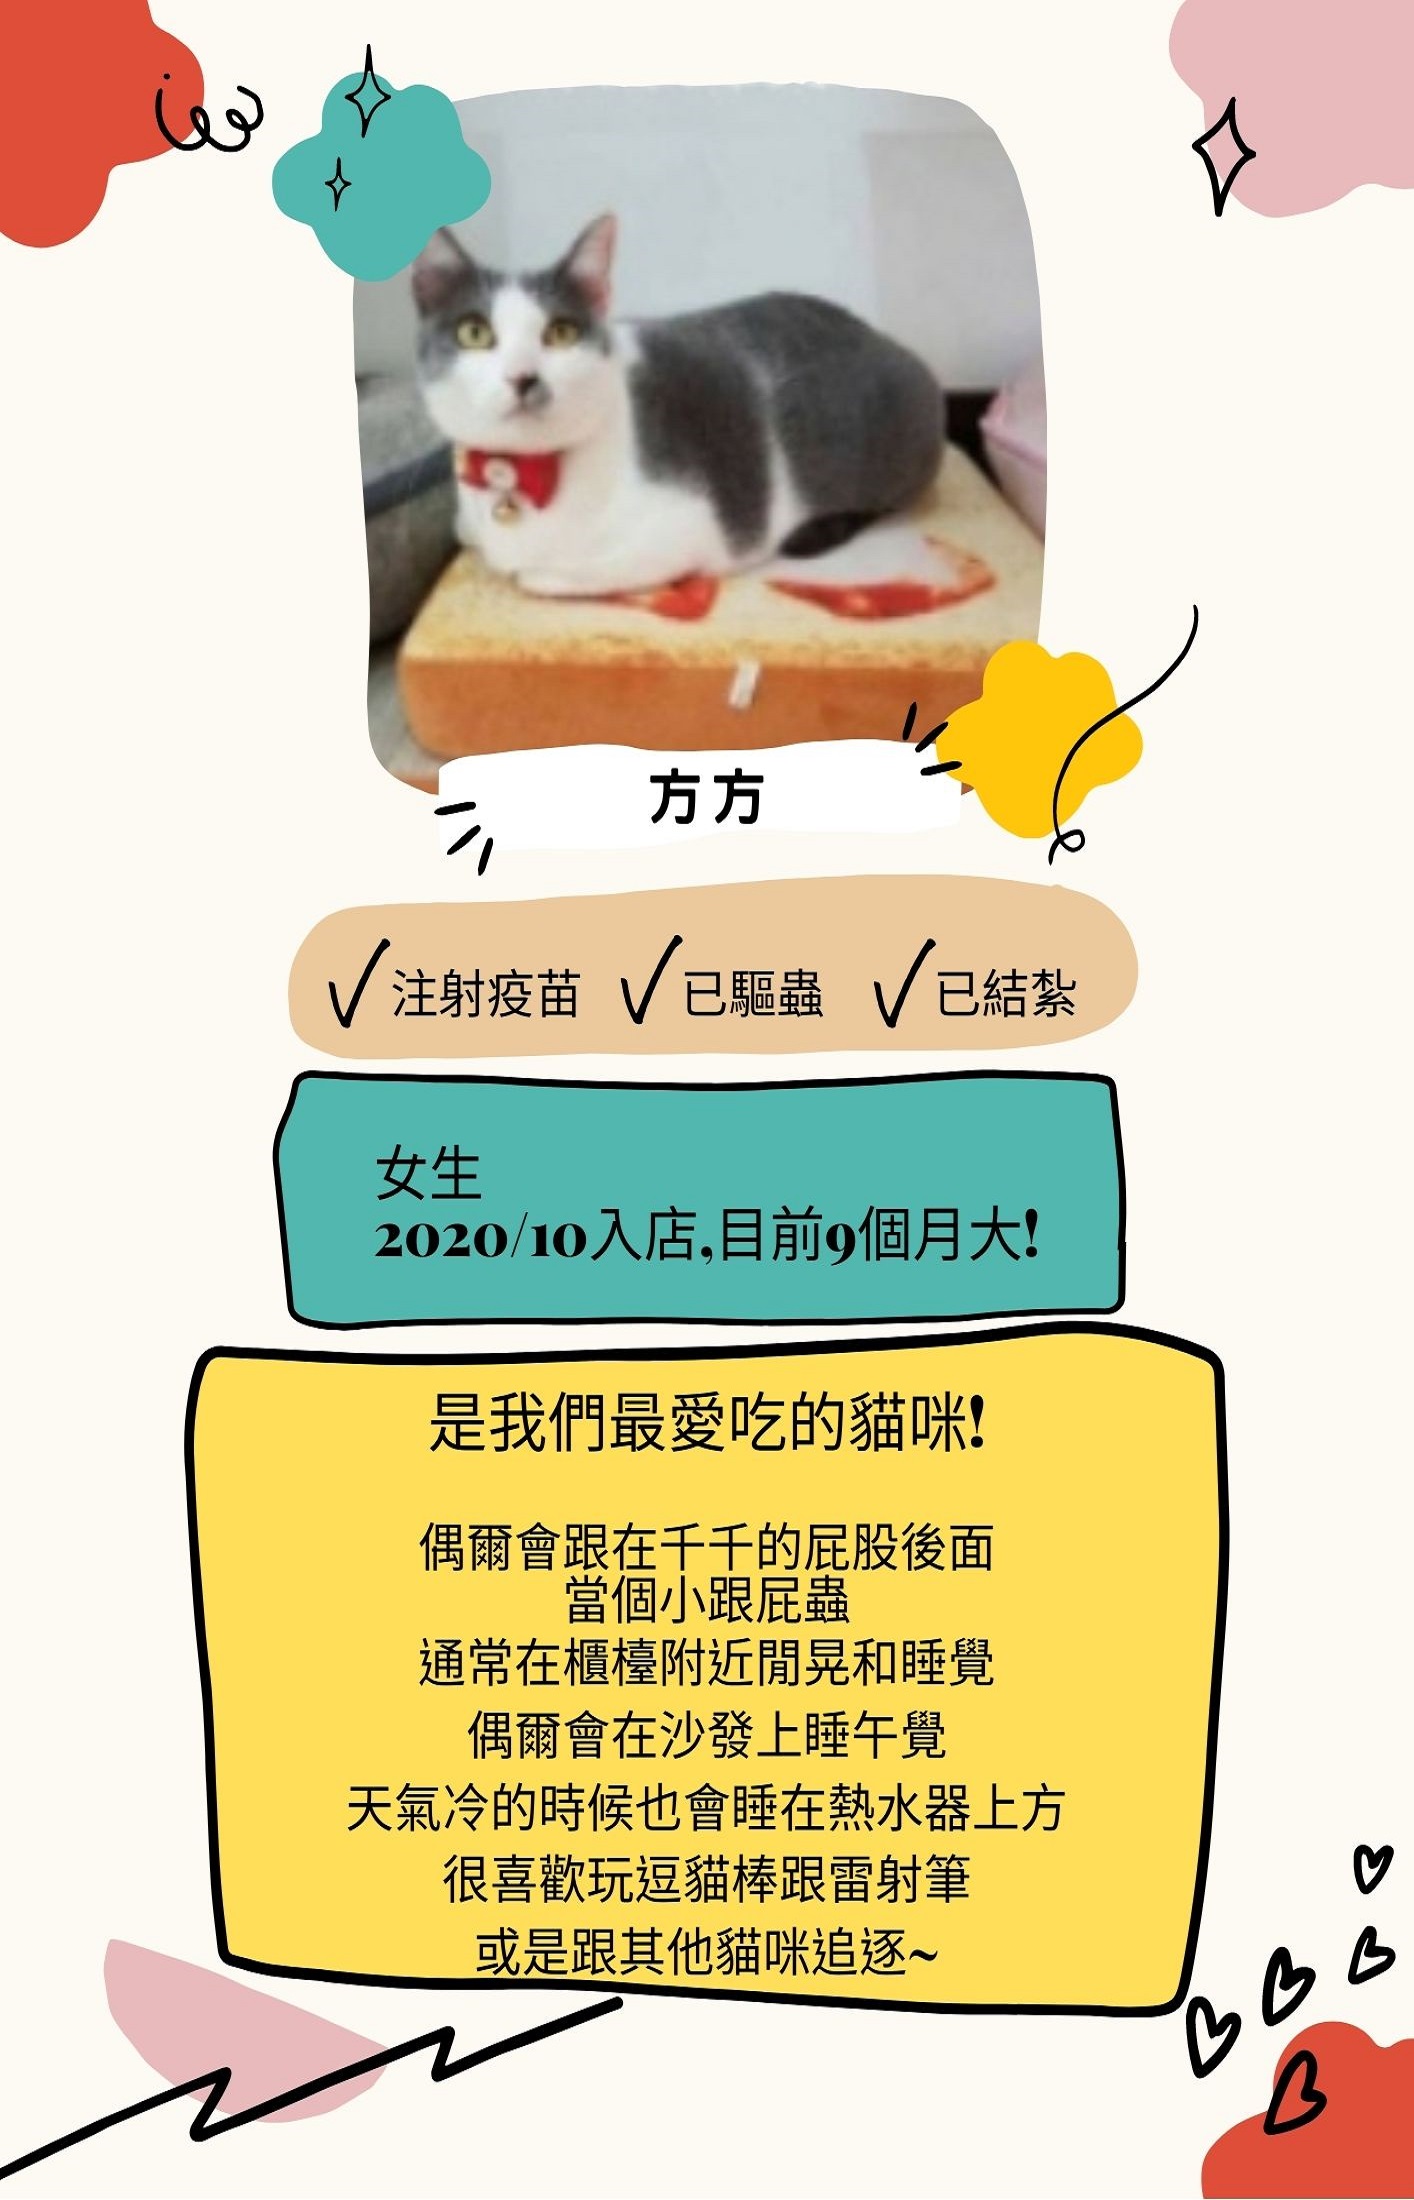 方方
✓注射疫苗 ✓已驅蟲 ✓已結紮
女生
2020/10入店,目前9個月大!
是我們最愛吃的貓咪!
偶爾會跟在千千的屁股後面
當個小跟屁蟲
通常在櫃檯附近閒晃和睡覺
偶爾會在沙發上睡午覺
天氣冷的時候也會睡在熱水器上方
很喜歡玩逗貓棒跟雷射筆
或是跟其他貓咪追逐~